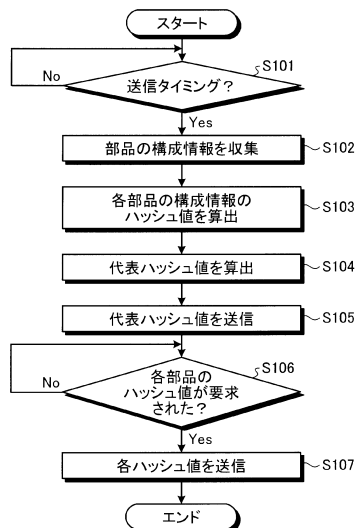 スタート
S101
送信タイミング?
No
Yes
部品の構成情報を収集
S102
各部品の構成情報の
ハッシュ値を算出
S103
代表ハッシュ値を算出
S104
代表ハッシュ値を送信
S105
S106
各部品の
ハッシュ値が要求
された?
No
Yes
各ハッシュ値を送信
S107
エンド